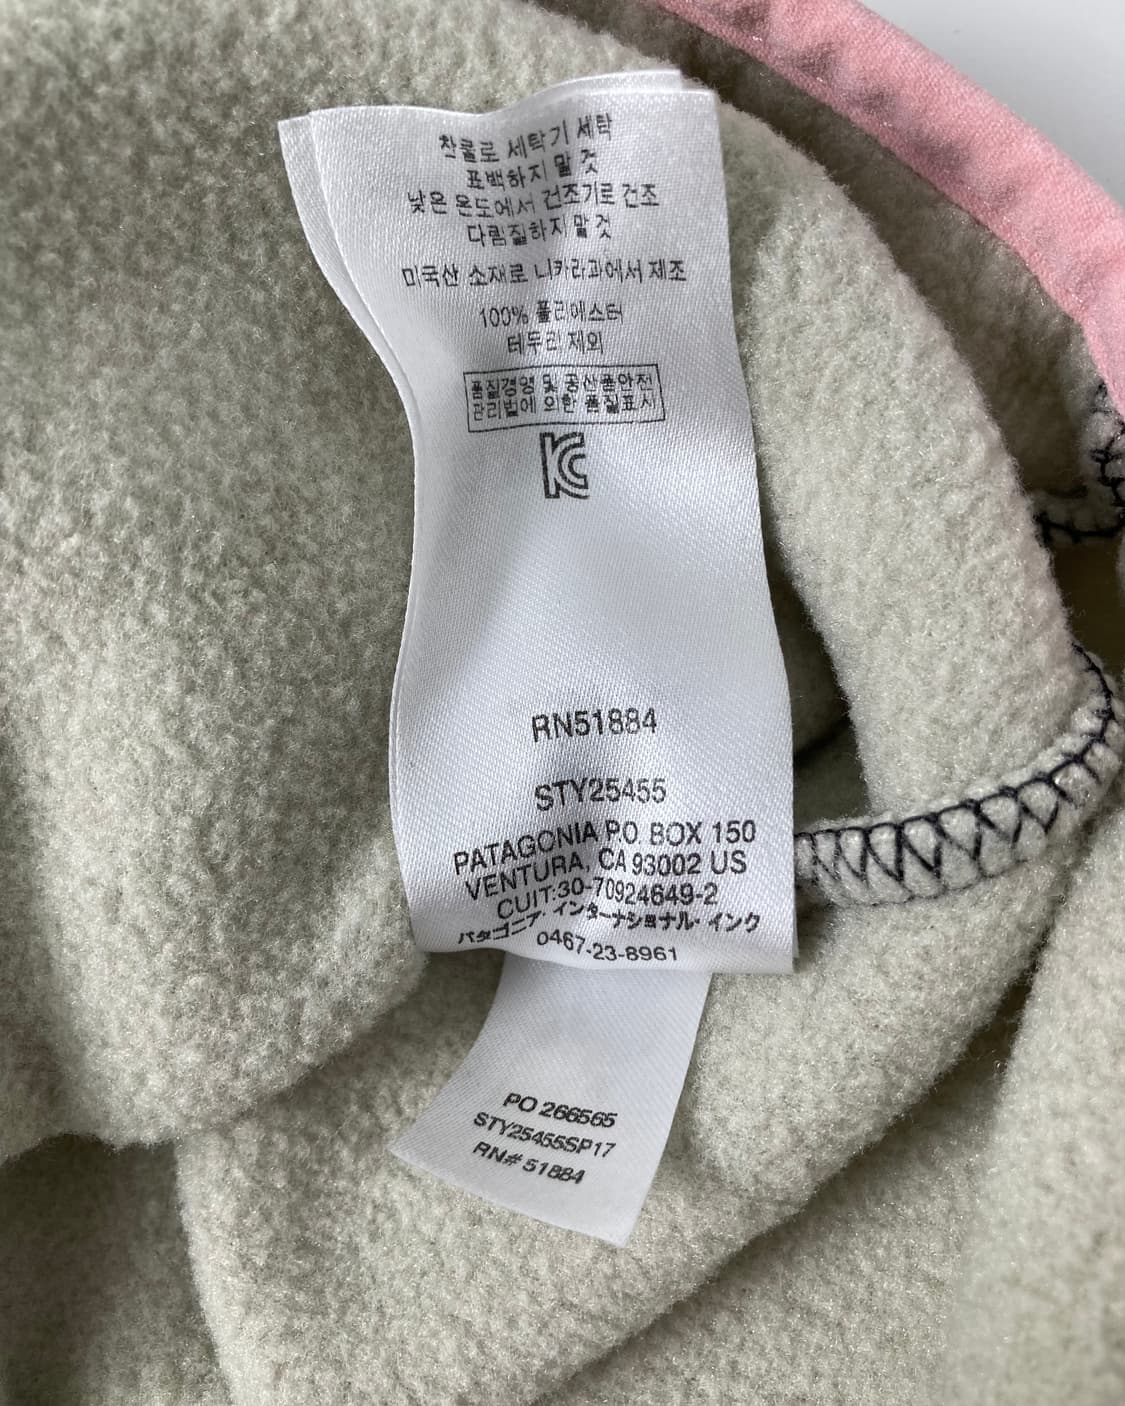 찬물로 세탁기 세탁
표백하지 말 것
낮은 온도에서 건조기로 건조
다림질하지 말 것
미국산 소재로 니카라과에서 제조
100% 폴리에스터
테두리 제외
품질경영 및 공산품안전
관리법에 의한 품질표시
KC
RN51884
STY25455
PATAGONIA P.O BOX 150
VENTURA, CA 93002 US
CUIT:30-70924649-2
パタゴニア・インターナショナル・インク
0467-23-8961
PO 266565
STY25455SP17
RN# 51884